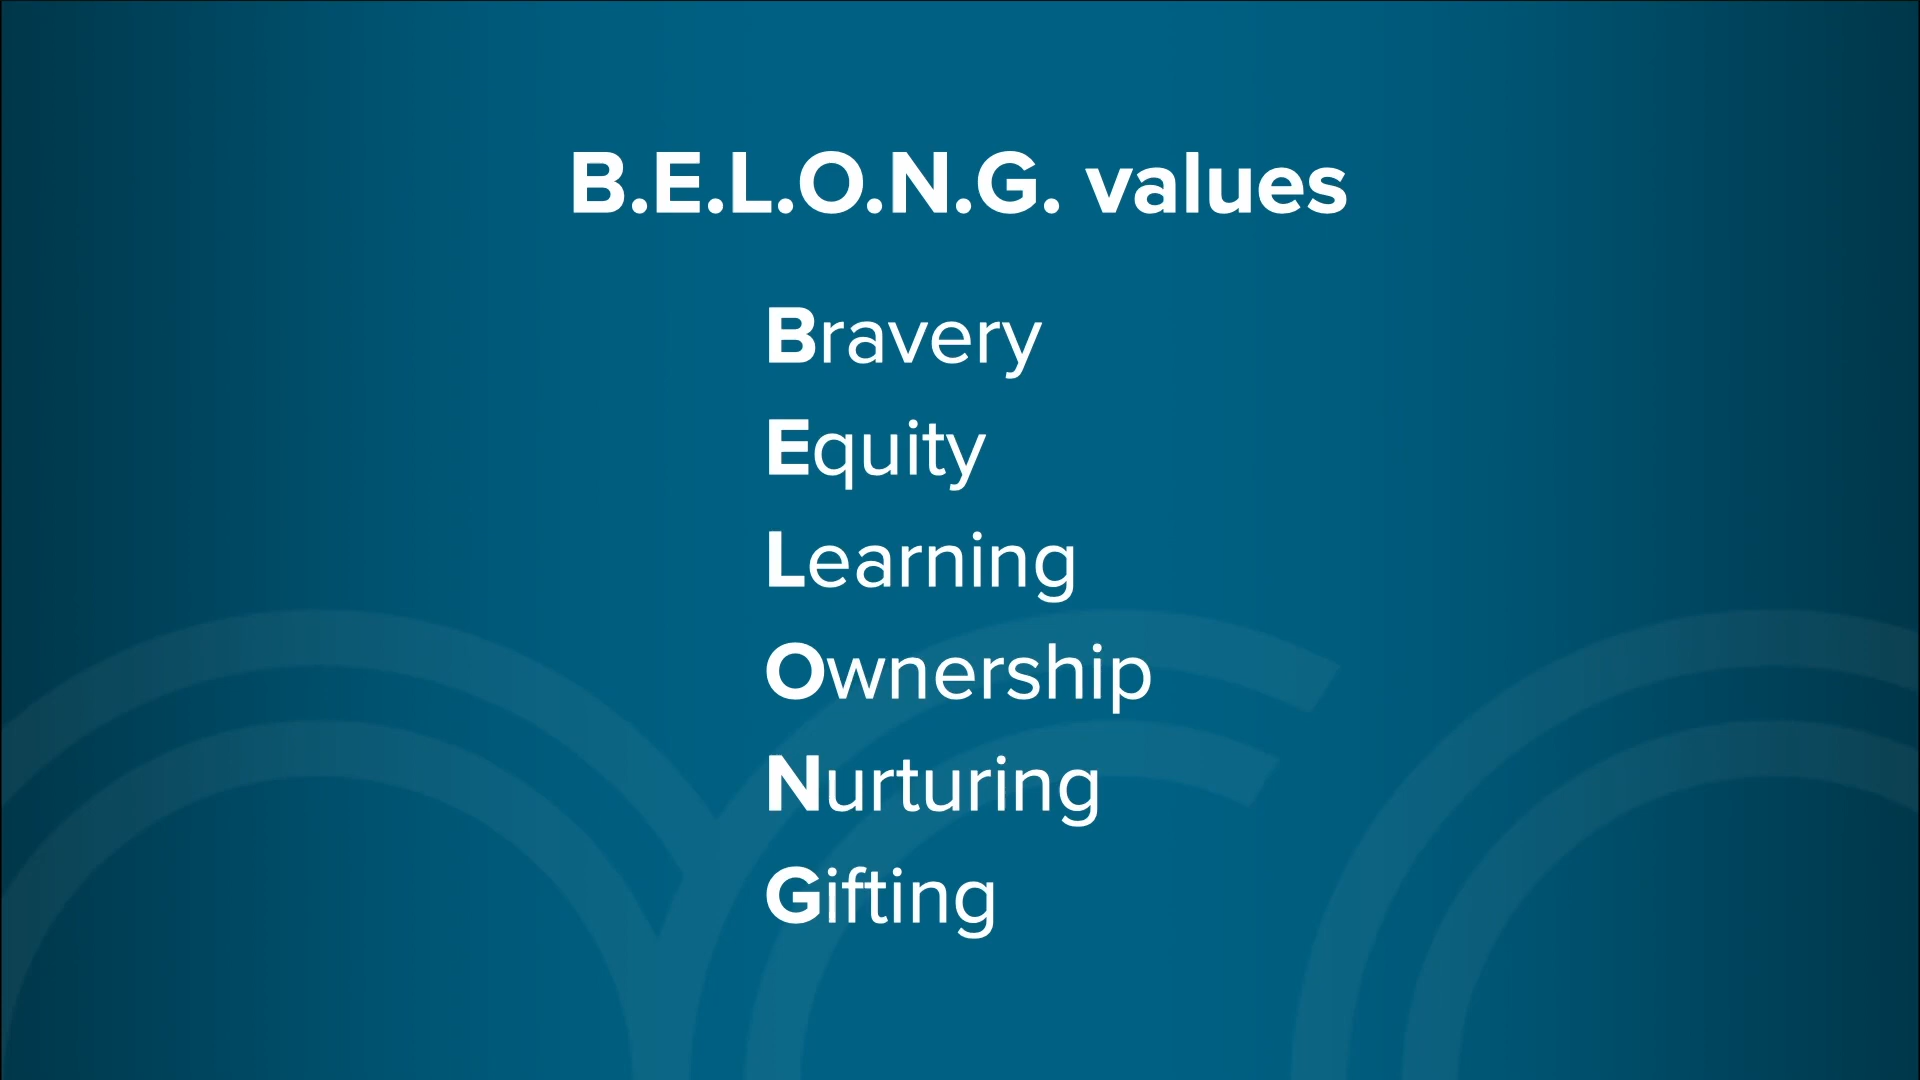 B.E.L.O.N.G. values
Bravery
Equity
Learning
Ownership
Nurturing
Gifting